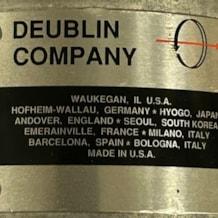 DEUBLIN
COMPANY
WAUKEGAN, IL U.S.A.
HOFHEIM-WALLAU, GERMANY ★ HYOGO, JAPAN
ANDOVER, ENGLAND ★ SEOUL, SOUTH KOREA
EMERAINVILLE, FRANCE ★ MILANO, ITALY
BARCELONA, SPAIN ★ BOLOGNA, ITALY
MADE IN U.S.A.